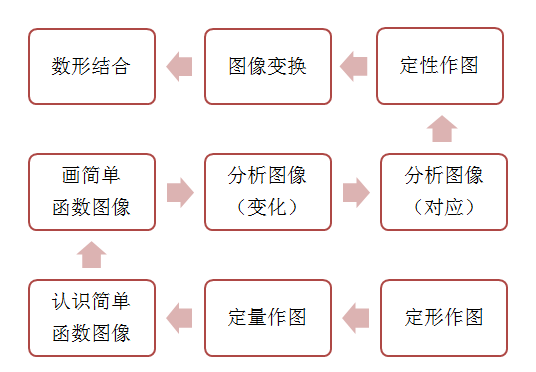 数形结合
图像变换
定性作图
画简单
函数图像
分析图像
（变化）
分析图像
（对应）
认识简单
函数图像
定量作图
定形作图